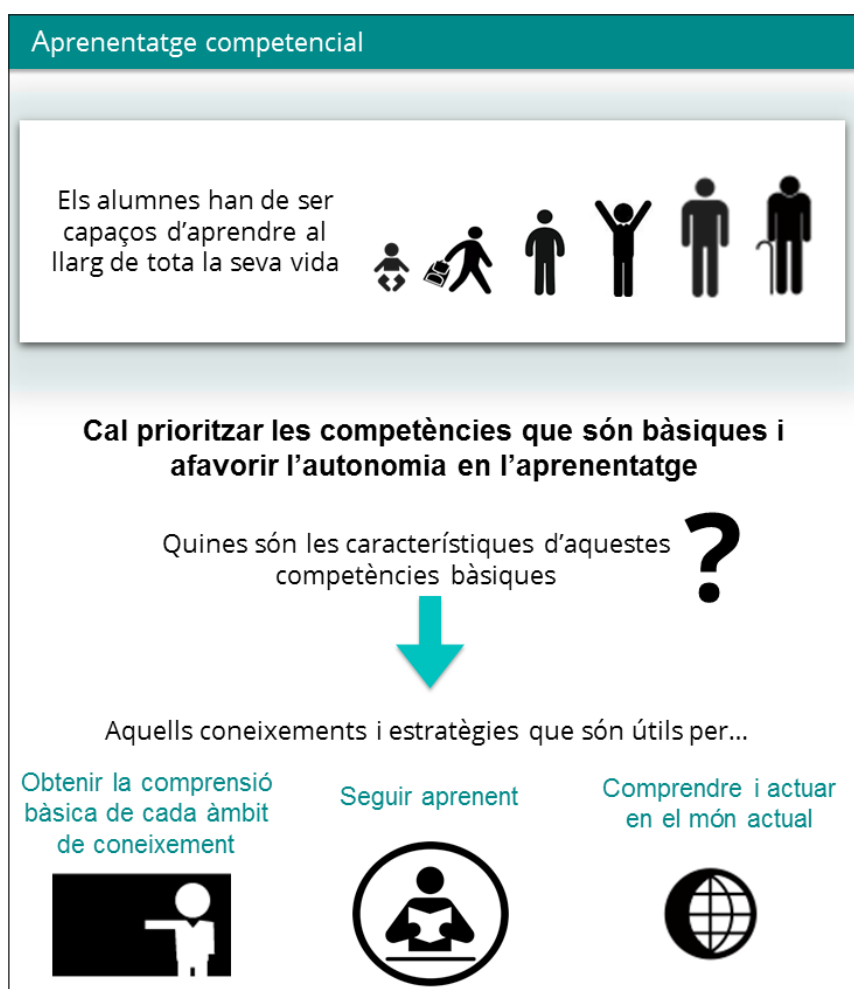 Aprenentatge competencial
Els alumnes han de ser
capaços d’aprendre al
llarg de tota la seva vida
Cal prioritzar les competències que són bàsiques i
afavorir l’autonomia en l’aprenentatge
Quines són les característiques d’aquestes
competències bàsiques
?
Aquells coneixements i estratègies que són útils per…
Obtenir la comprensió
bàsica de cada àmbit
de coneixement
Seguir aprenent
Comprendre i actuar
en el món actual